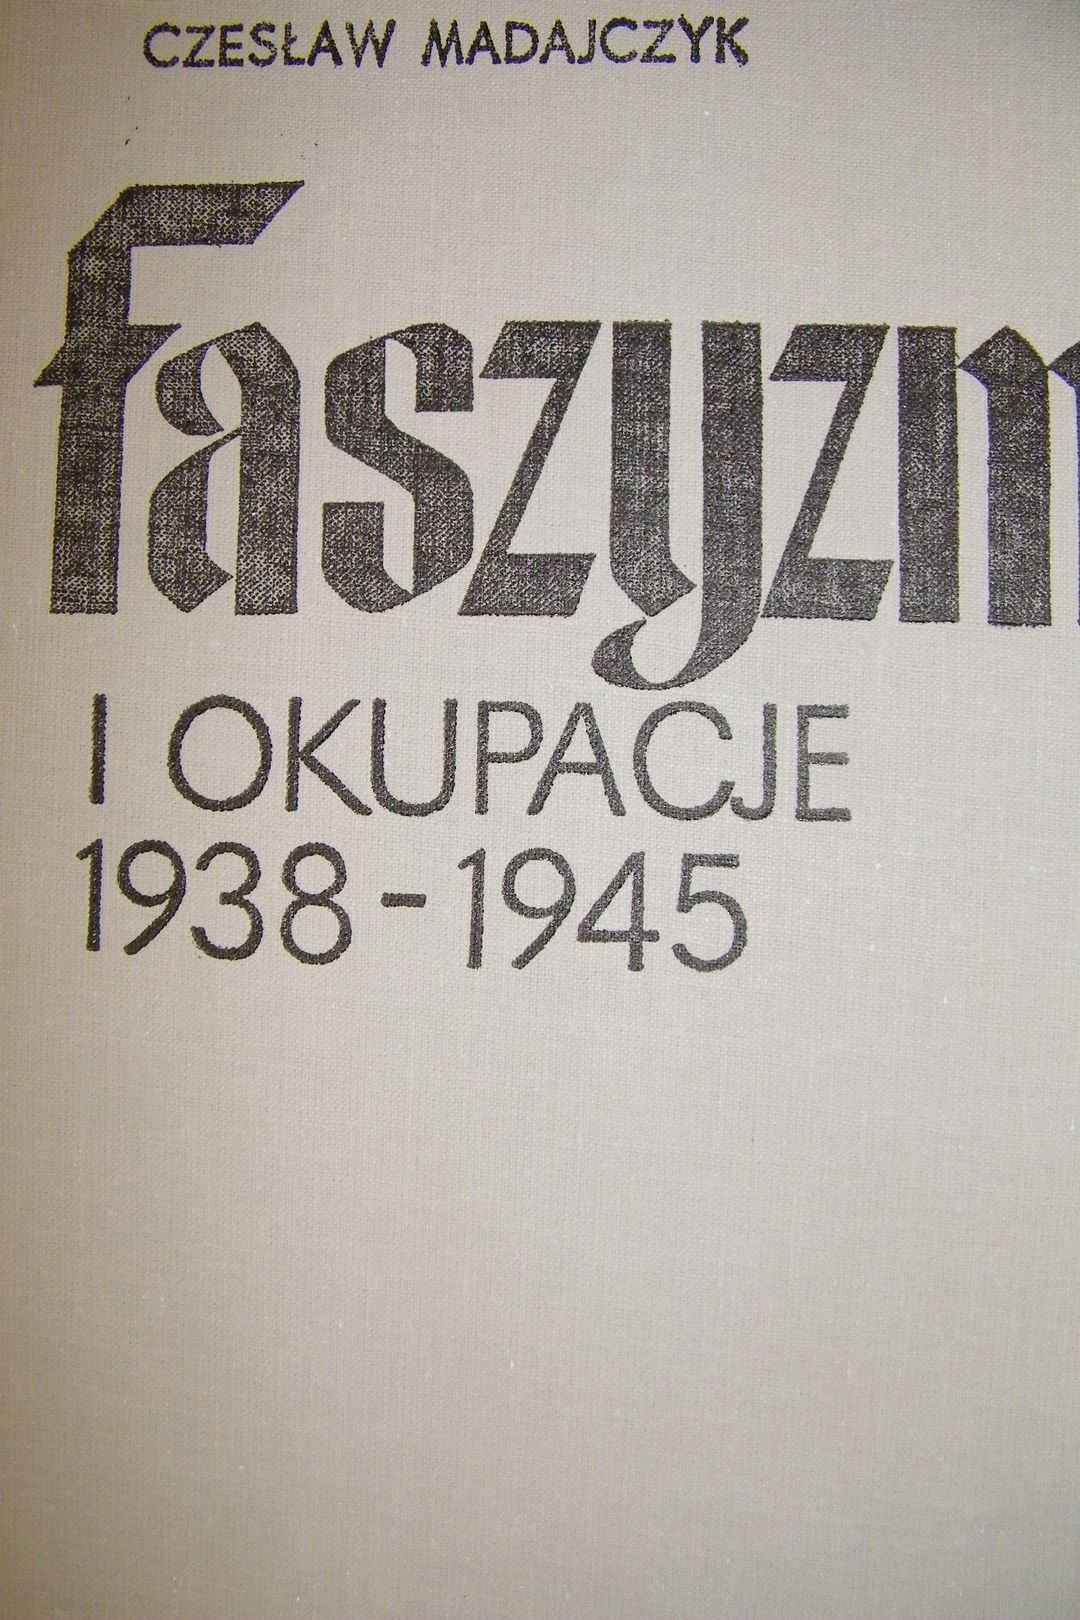 CZESŁAW MADAJCZYK
faszyzm
I OKUPACJE
1938-1945